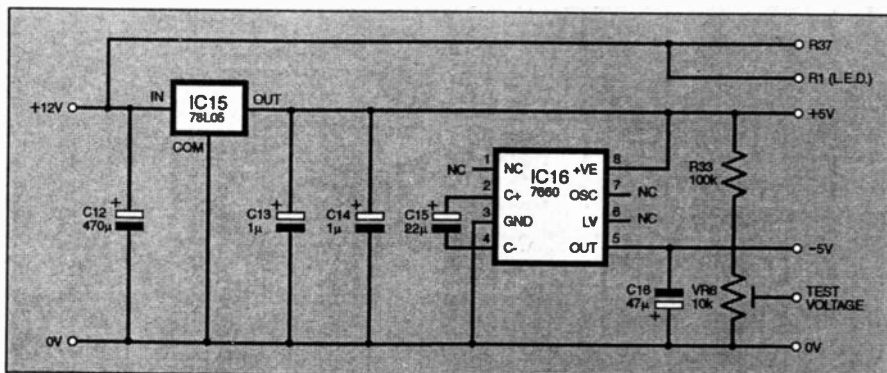 R37
R1 (L.E.D.)
+12V
IN
IC15
78L05
OUT
COM
+5V
NC
1
NC
+VE
8
IC16
7660
R33
100k
2
C+
OSC
7
NC
3
GND
LV
6
NC
4
C-
OUT
5
-5V
+
C12
470µ
+
C13
1µ
+
C14
1µ
+
C15
22µ
C16
47µ
+
VR6
10k
TEST
VOLTAGE
0V
0V